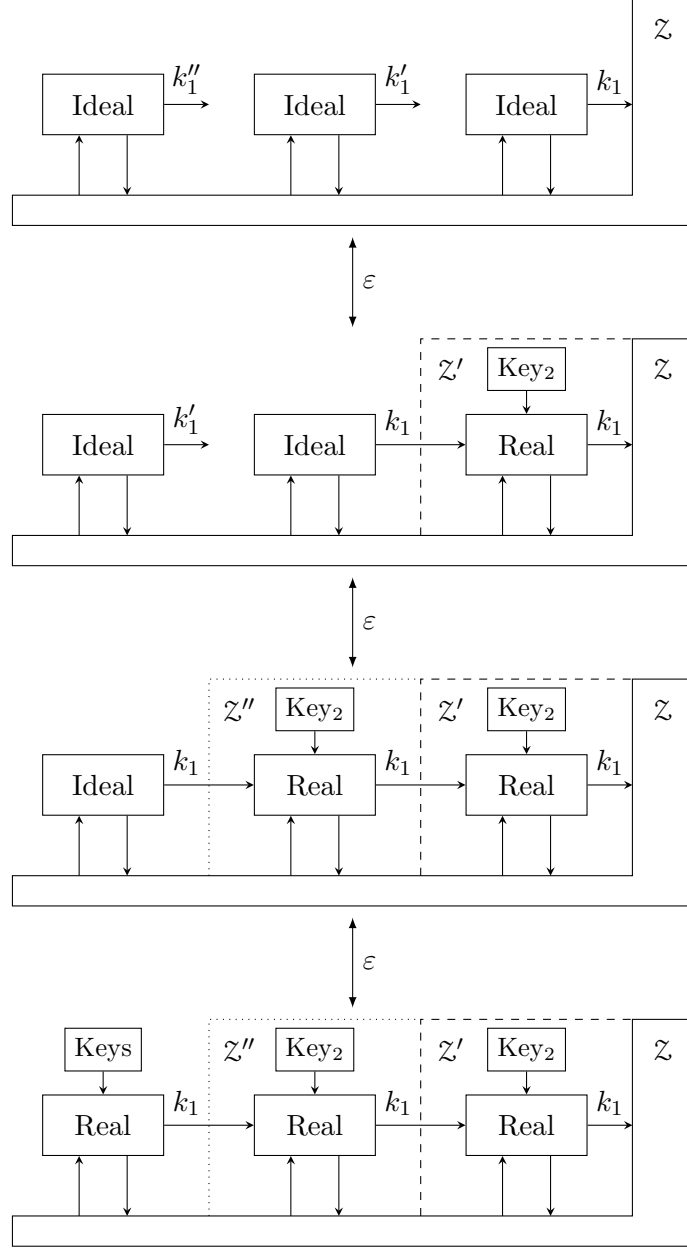 𝒵
k₁″ k₁′ k₁
Ideal Ideal Ideal
ε
𝒵′ Key₂ 𝒵
k₁′ k₁ k₁
Ideal Ideal Real
ε
𝒵″ Key₂ 𝒵′ Key₂ 𝒵
k₁ k₁ k₁
Ideal Real Real
ε
Keys 𝒵″ Key₂ 𝒵′ Key₂ 𝒵
k₁ k₁ k₁
Real Real Real